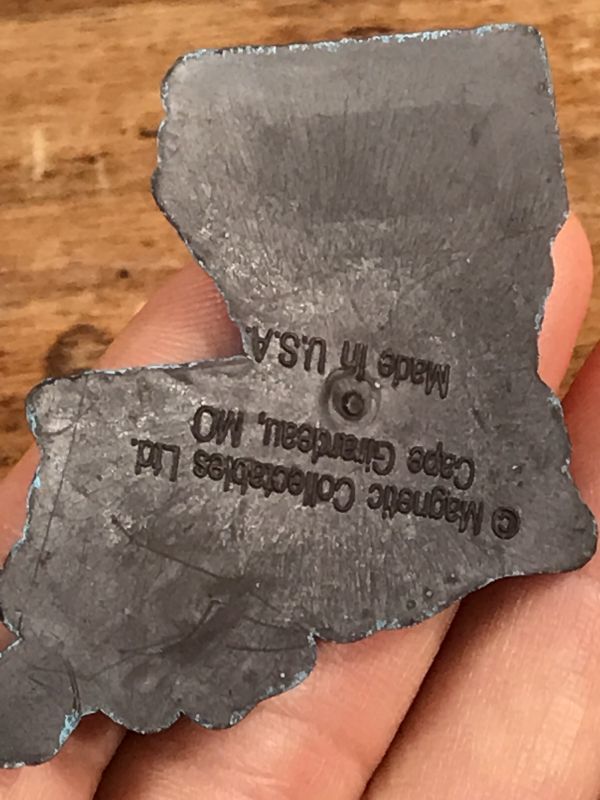 © Magnetic Collectables Ltd.
Cape Girardeau, MO
Made In U.S.A.